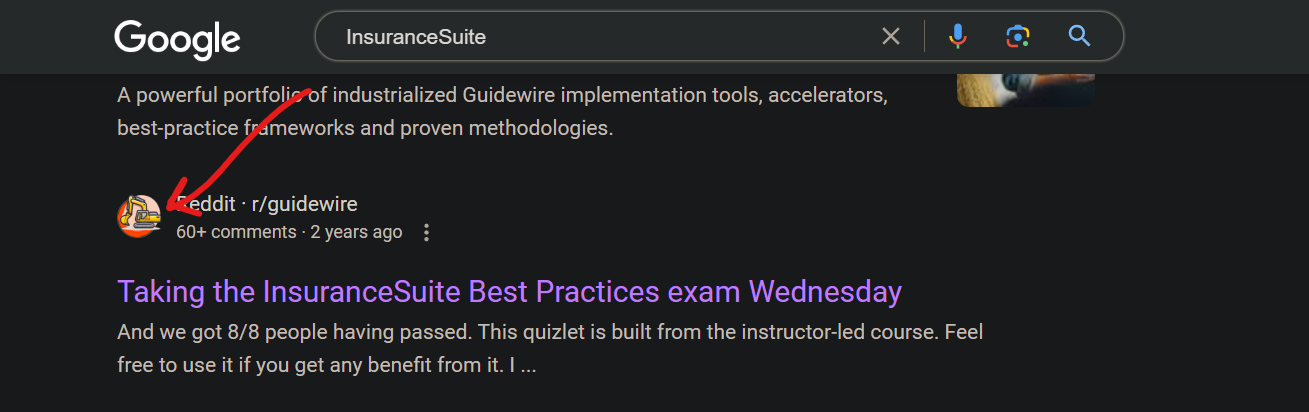 Google
InsuranceSuite
A powerful portfolio of industrialized Guidewire implementation tools, accelerators,
best-practice frameworks and proven methodologies.
Reddit · r/guidewire
60+ comments · 2 years ago
Taking the InsuranceSuite Best Practices exam Wednesday
And we got 8/8 people having passed. This quizlet is built from the instructor-led course. Feel
free to use it if you get any benefit from it. I ...